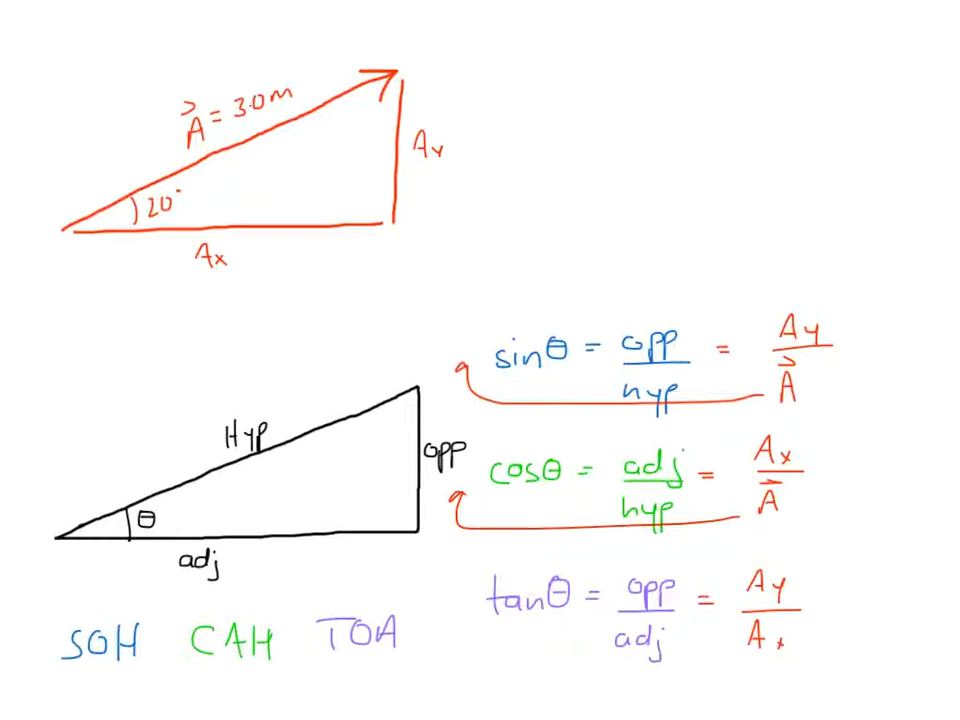 A⃗ = 3.0m
Ay
20°
Ax
sinθ = opp/hyp = Ay/A⃗
Hyp
opp
cosθ = adj/hyp = Ax/A⃗
θ
adj
tanθ = opp/adj = Ay/Ax
SOH CAH TOA